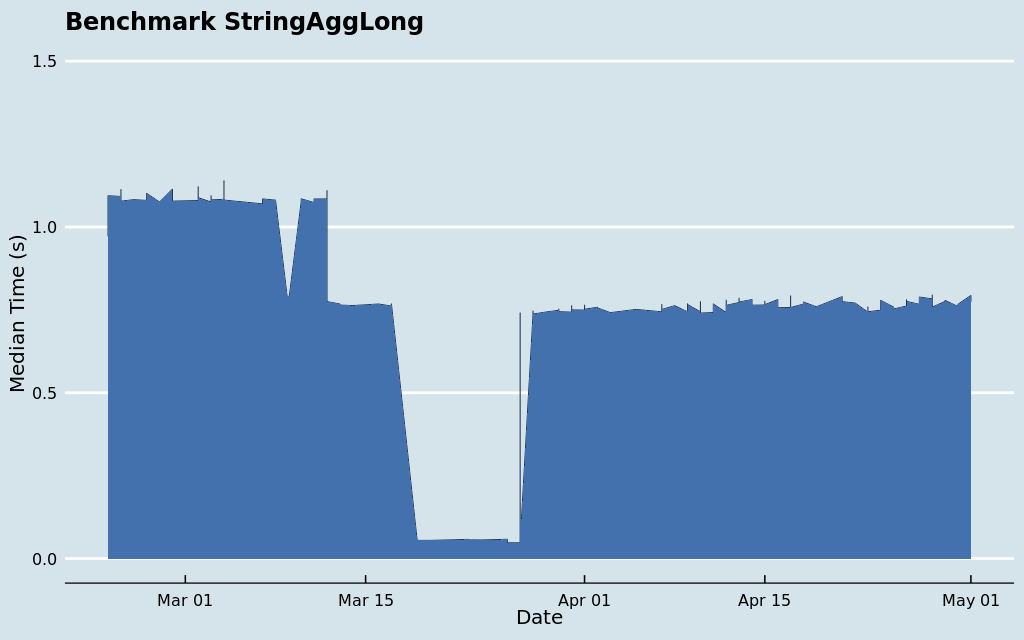 Benchmark StringAggLong
Median Time (s)
1.5
1.0
0.5
0.0
Mar 01
Mar 15
Apr 01
Apr 15
May 01
Date